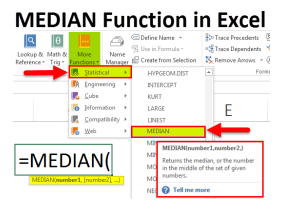 MEDIAN Function in Excel
Lookup & Reference
Math & Trig
More Functions
Name Manager
Define Name
Use in Formula
Create from Selection
Trace Precedents
Trace Dependents
Remove Arrows
Form
Statistical
Engineering
Cube
Information
Compatibility
Web
HYPGEOM.DIST
INTERCEPT
KURT
LARGE
LINEST
MEDIAN
E
=MEDIAN(
MEDIAN(number1, [number2], ...)
MEDIAN(number1,number2,)
Returns the median, or the number
in the middle of the set of given
numbers.
Tell me more